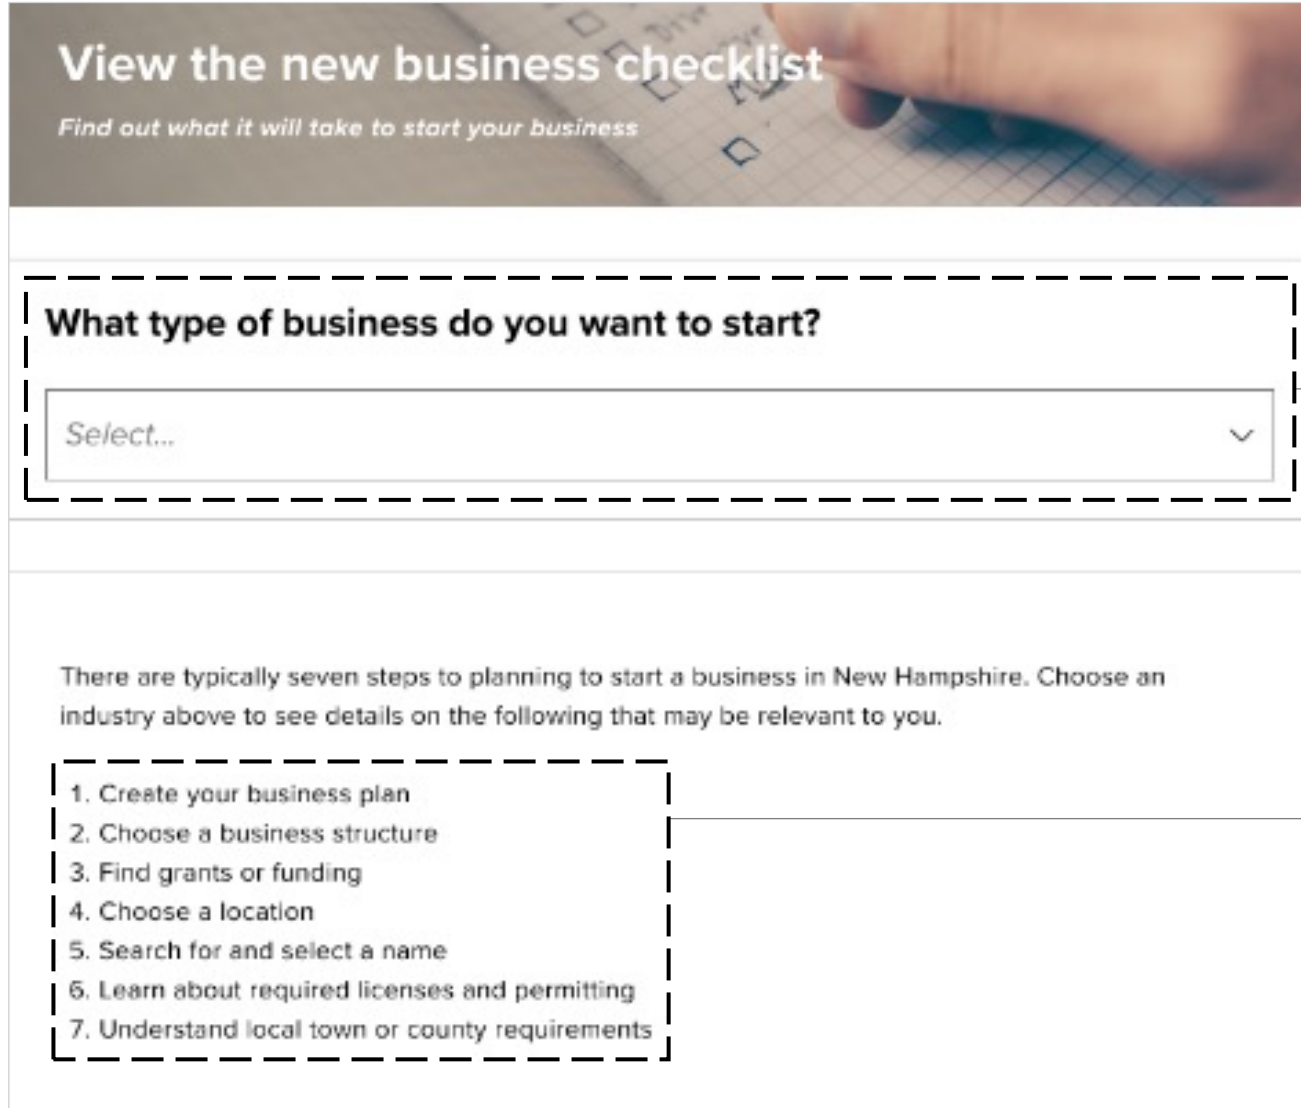 View the new business checklist
Find out what it will take to start your business
What type of business do you want to start?
Select...
There are typically seven steps to planning to start a business in New Hampshire. Choose an
industry above to see details on the following that may be relevant to you.
1. Create your business plan
2. Choose a business structure
3. Find grants or funding
4. Choose a location
5. Search for and select a name
6. Learn about required licenses and permitting
7. Understand local town or county requirements